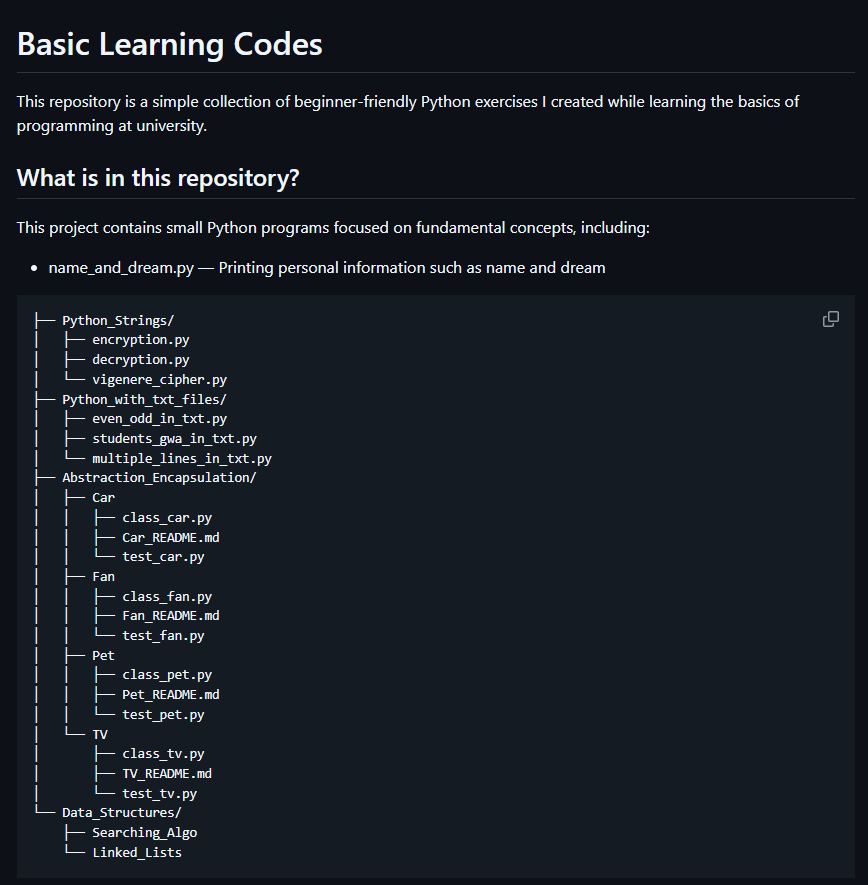 Basic Learning Codes
This repository is a simple collection of beginner-friendly Python exercises I created while learning the basics of
programming at university.
What is in this repository?
This project contains small Python programs focused on fundamental concepts, including:
• name_and_dream.py — Printing personal information such as name and dream
├── Python_Strings/
│   ├── encryption.py
│   ├── decryption.py
│   └── vigenere_cipher.py
├── Python_with_txt_files/
│   ├── even_odd_in_txt.py
│   ├── students_gwa_in_txt.py
│   └── multiple_lines_in_txt.py
├── Abstraction_Encapsulation/
│   ├── Car
│   │   ├── class_car.py
│   │   ├── Car_README.md
│   │   └── test_car.py
│   ├── Fan
│   │   ├── class_fan.py
│   │   ├── Fan_README.md
│   │   └── test_fan.py
│   ├── Pet
│   │   ├── class_pet.py
│   │   ├── Pet_README.md
│   │   └── test_pet.py
│   └── TV
│       ├── class_tv.py
│       ├── TV_README.md
│       └── test_tv.py
└── Data_Structures/
    ├── Searching_Algo
    └── Linked_Lists